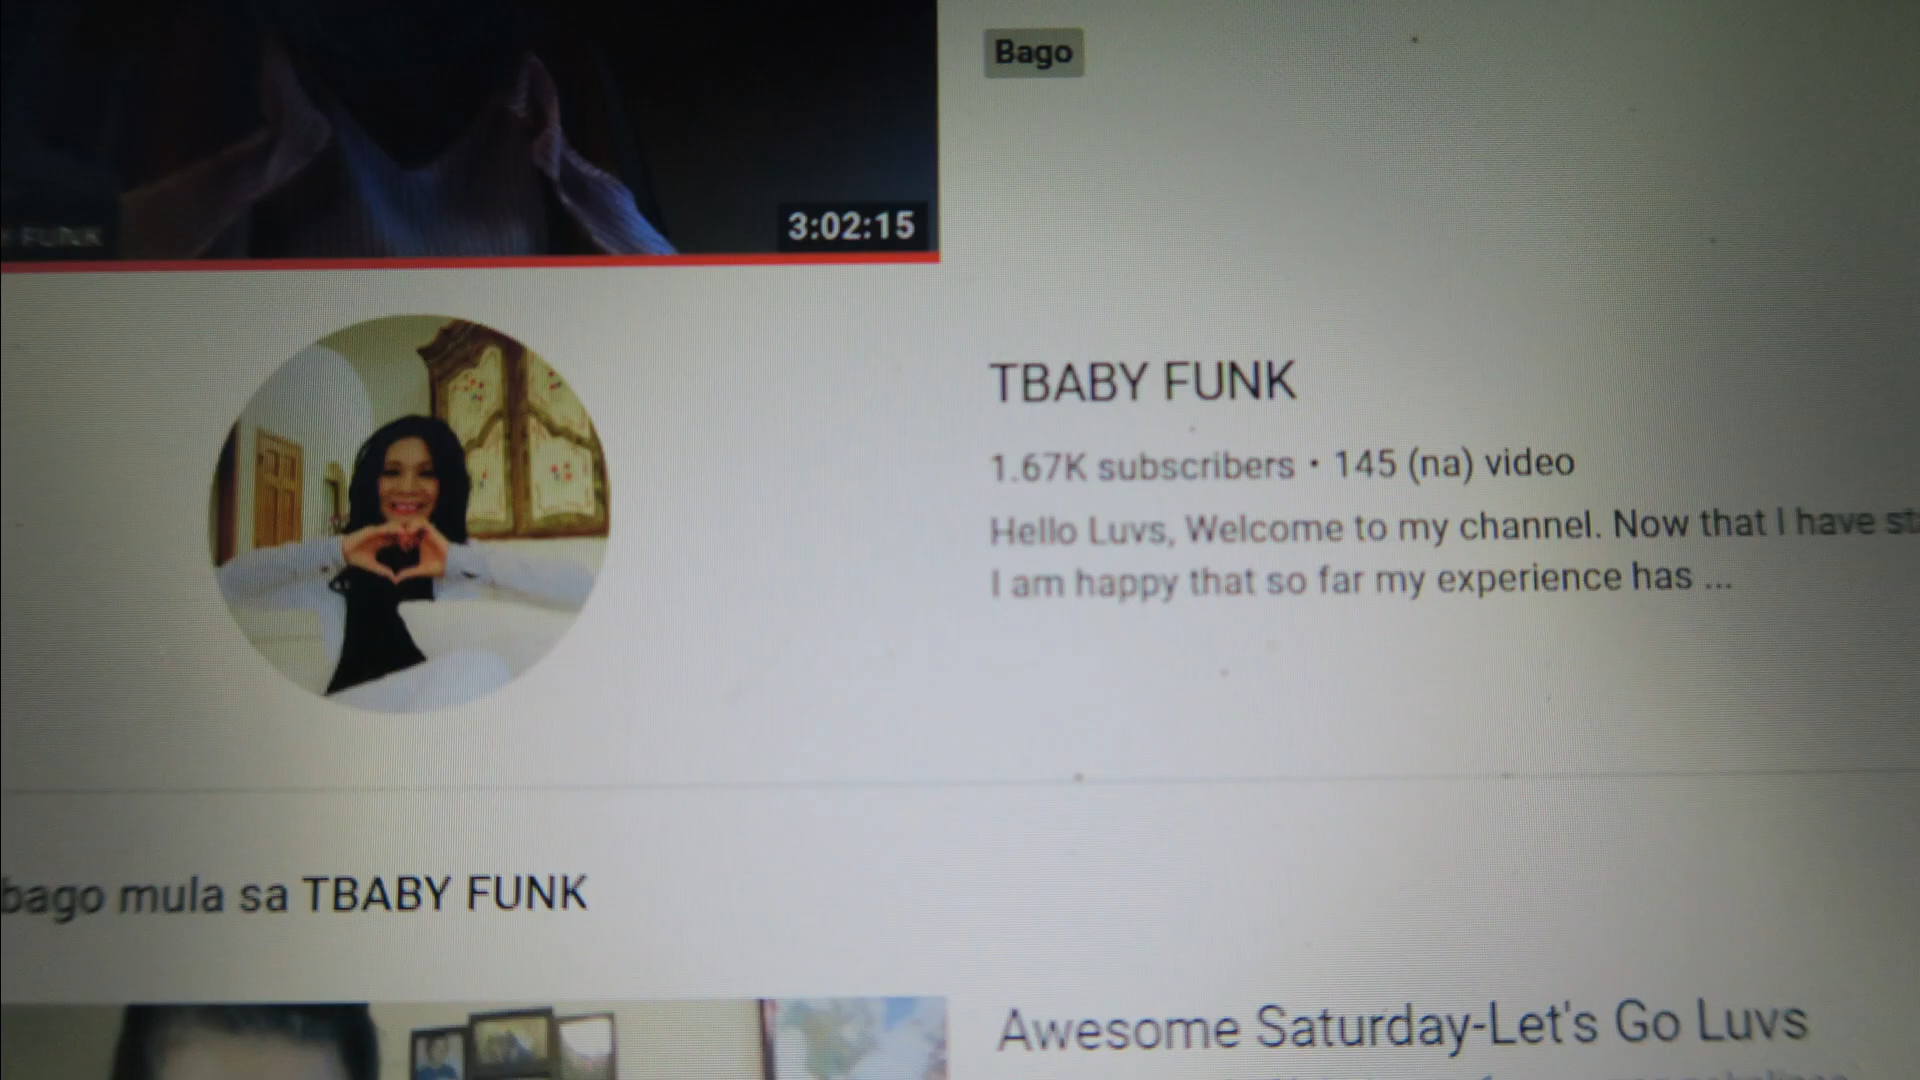 Bago
FUNK
3:02:15
TBABY FUNK
1.67K subscribers • 145 (na) video
Hello Luvs, Welcome to my channel. Now that I have
I am happy that so far my experience has ...
bago mula sa TBABY FUNK
Awesome Saturday-Let's Go Luvs